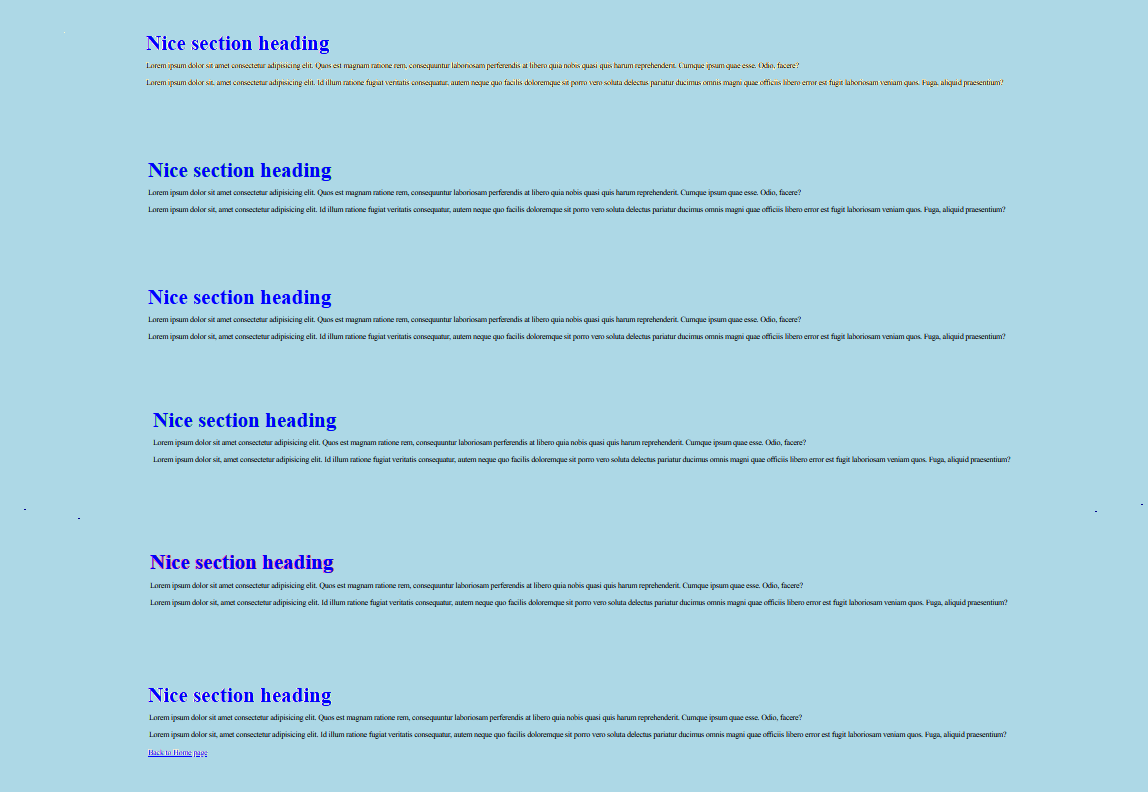 Nice section heading
Lorem ipsum dolor sit amet consectetur adipisicing elit. Quos est magnam ratione rem, consequuntur laboriosam perferendis at libero quia nobis quasi quis harum reprehenderit. Cumque ipsum quae esse. Odio, facere?
Lorem ipsum dolor sit, amet consectetur adipisicing elit. Id illum ratione fugiat veritatis consequatur, autem neque quo facilis doloremque sit porro vero soluta delectus pariatur ducimus omnis magni quae officiis libero error est fugit laboriosam veniam quos. Fuga, aliquid praesentium?
Nice section heading
Lorem ipsum dolor sit amet consectetur adipisicing elit. Quos est magnam ratione rem, consequuntur laboriosam perferendis at libero quia nobis quasi quis harum reprehenderit. Cumque ipsum quae esse. Odio, facere?
Lorem ipsum dolor sit, amet consectetur adipisicing elit. Id illum ratione fugiat veritatis consequatur, autem neque quo facilis doloremque sit porro vero soluta delectus pariatur ducimus omnis magni quae officiis libero error est fugit laboriosam veniam quos. Fuga, aliquid praesentium?
Nice section heading
Lorem ipsum dolor sit amet consectetur adipisicing elit. Quos est magnam ratione rem, consequuntur laboriosam perferendis at libero quia nobis quasi quis harum reprehenderit. Cumque ipsum quae esse. Odio, facere?
Lorem ipsum dolor sit, amet consectetur adipisicing elit. Id illum ratione fugiat veritatis consequatur, autem neque quo facilis doloremque sit porro vero soluta delectus pariatur ducimus omnis magni quae officiis libero error est fugit laboriosam veniam quos. Fuga, aliquid praesentium?
Nice section heading
Lorem ipsum dolor sit amet consectetur adipisicing elit. Quos est magnam ratione rem, consequuntur laboriosam perferendis at libero quia nobis quasi quis harum reprehenderit. Cumque ipsum quae esse. Odio, facere?
Lorem ipsum dolor sit, amet consectetur adipisicing elit. Id illum ratione fugiat veritatis consequatur, autem neque quo facilis doloremque sit porro vero soluta delectus pariatur ducimus omnis magni quae officiis libero error est fugit laboriosam veniam quos. Fuga, aliquid praesentium?
Nice section heading
Lorem ipsum dolor sit amet consectetur adipisicing elit. Quos est magnam ratione rem, consequuntur laboriosam perferendis at libero quia nobis quasi quis harum reprehenderit. Cumque ipsum quae esse. Odio, facere?
Lorem ipsum dolor sit, amet consectetur adipisicing elit. Id illum ratione fugiat veritatis consequatur, autem neque quo facilis doloremque sit porro vero soluta delectus pariatur ducimus omnis magni quae officiis libero error est fugit laboriosam veniam quos. Fuga, aliquid praesentium?
Nice section heading
Lorem ipsum dolor sit amet consectetur adipisicing elit. Quos est magnam ratione rem, consequuntur laboriosam perferendis at libero quia nobis quasi quis harum reprehenderit. Cumque ipsum quae esse. Odio, facere?
Lorem ipsum dolor sit, amet consectetur adipisicing elit. Id illum ratione fugiat veritatis consequatur, autem neque quo facilis doloremque sit porro vero soluta delectus pariatur ducimus omnis magni quae officiis libero error est fugit laboriosam veniam quos. Fuga, aliquid praesentium?
Back to Home page